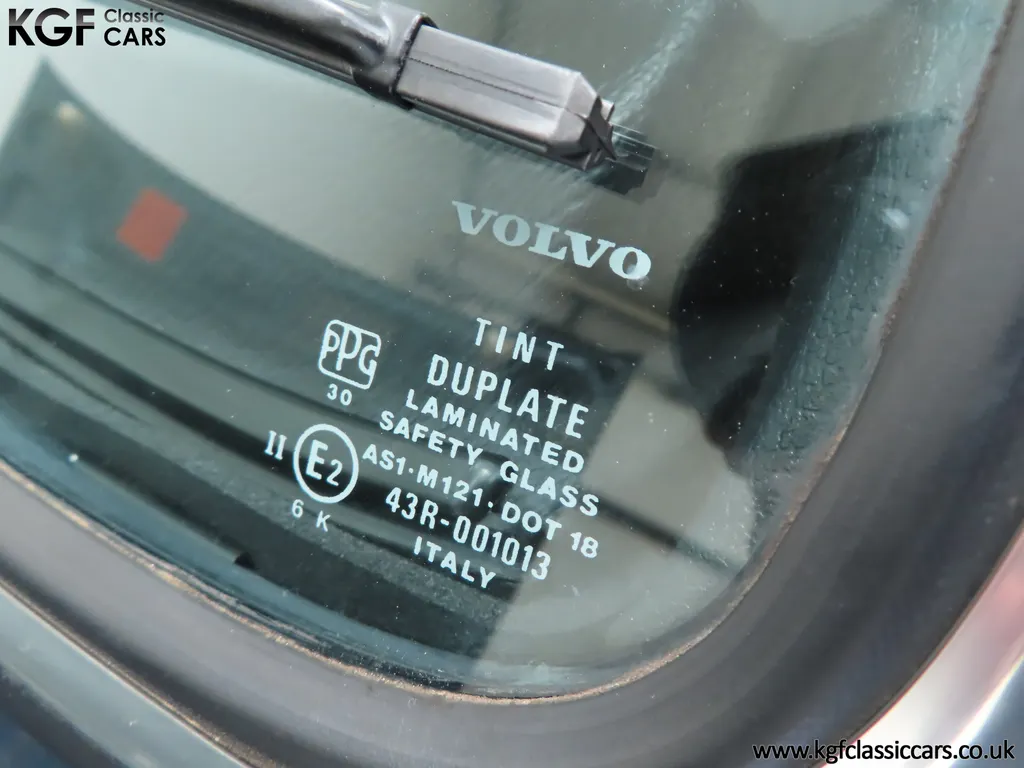 KGF Classic CARS
VOLVO
TINT
PPG
DUPLATE
30
LAMINATED
SAFETY GLASS
II E2
AS1·M121·DOT 18
6 K
43R-001013
ITALY
www.kgfclassiccars.co.uk